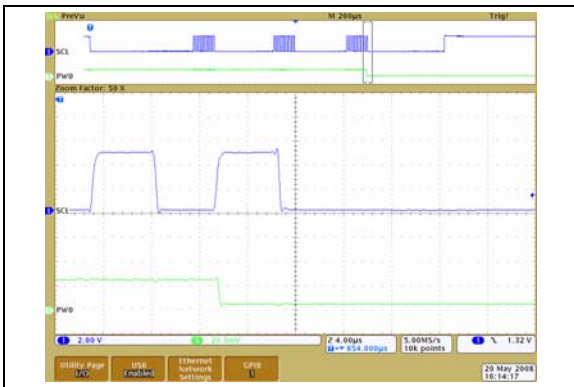 PreVu M 200µs Trig?
SCL
PW0
Zoom Factor: 50 X
SCL
PW0
1 2.00 V 20.0mV Z 4.00µs 5.00MS/s 1 1.32 V
854.000µs 10k points
Utility Page I/O
USB Enabled
Ethernet Network Settings
GPIB 1
20 May 2008
16:14:17